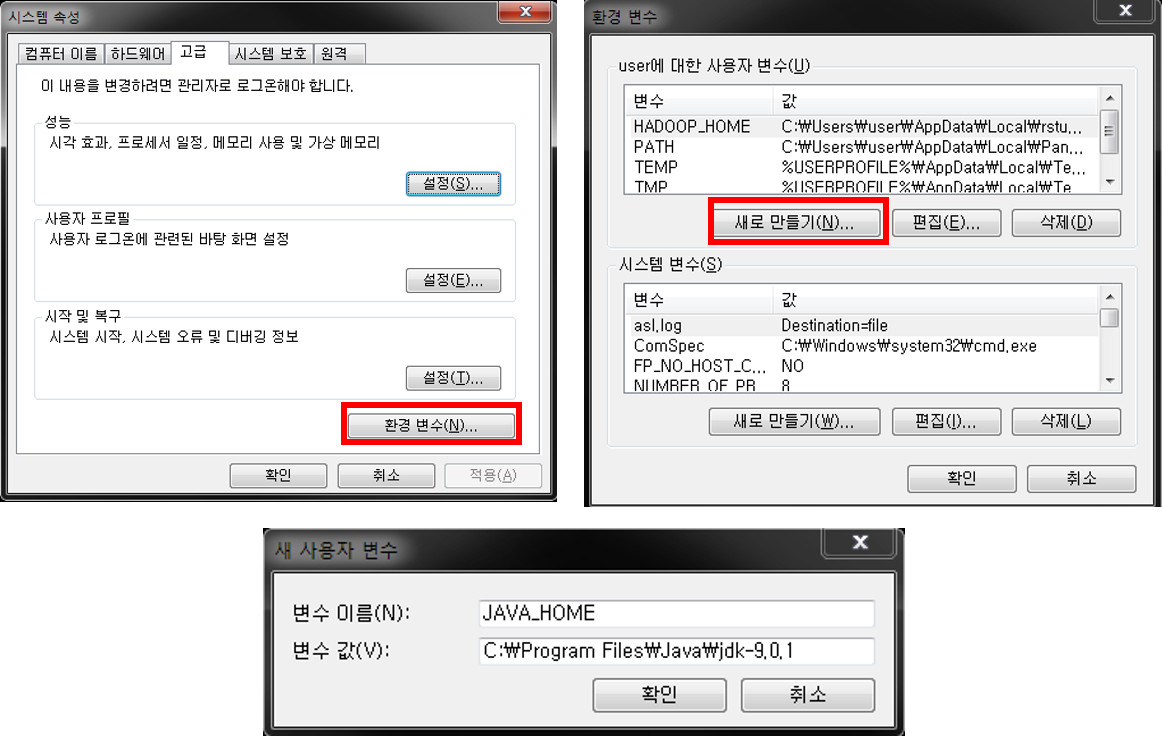 시스템 속성
컴퓨터 이름 하드웨어 고급 시스템 보호 원격
이 내용을 변경하려면 관리자로 로그온해야 합니다.
성능
시각 효과, 프로세서 일정, 메모리 사용 및 가상 메모리
설정(S)...
사용자 프로필
사용자 로그온에 관련된 바탕 화면 설정
설정(E)...
시작 및 복구
시스템 시작, 시스템 오류 및 디버깅 정보
설정(T)...
환경 변수(N)...
확인 취소 적용(A)
환경 변수
user에 대한 사용자 변수(U)
변수 값
HADOOP_HOME C:₩Users₩user₩AppData₩Local₩rstu...
PATH C:₩Users₩user₩AppData₩Local₩Pan...
TEMP %USERPROFILE%₩AppData₩Local₩Te...
TMP %USERPROFILE%₩AppData₩Local₩Te...
새로 만들기(N)... 편집(E)... 삭제(D)
시스템 변수(S)
변수 값
asl.log Destination=file
ComSpec C:₩Windows₩system32₩cmd.exe
FP_NO_HOST_C... NO
NUMBER_OF_PR... 8
새로 만들기(W)... 편집(I)... 삭제(L)
확인 취소
새 사용자 변수
변수 이름(N): JAVA_HOME
변수 값(V): C:₩Program Files₩Java₩jdk-9.0.1
확인 취소